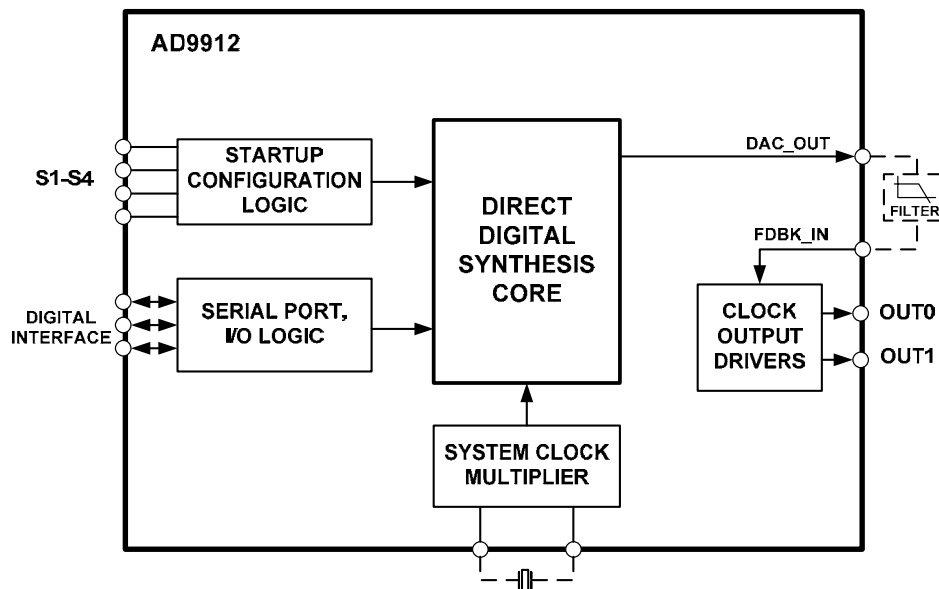 AD9912
S1-S4
STARTUP
CONFIGURATION
LOGIC
DIRECT
DIGITAL
SYNTHESIS
CORE
DAC_OUT
FILTER
FDBK_IN
DIGITAL
INTERFACE
SERIAL PORT,
I/O LOGIC
CLOCK
OUTPUT
DRIVERS
OUT0
OUT1
SYSTEM CLOCK
MULTIPLIER